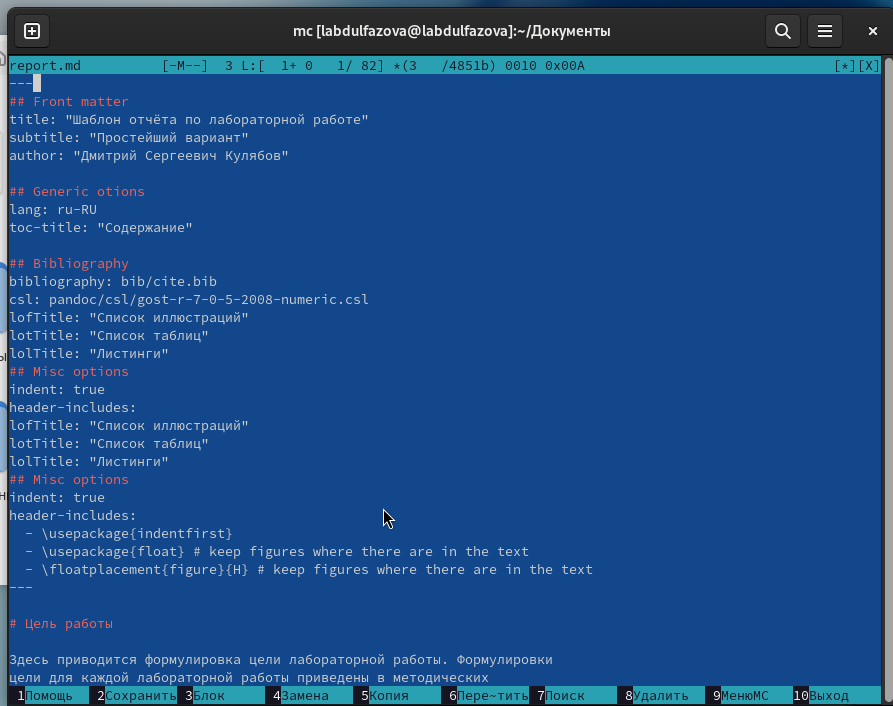 mc [labdulfazova@labdulfazova]:~/Документы
report.md [-M--] 3 L:[ 1+ 0 1/ 82] *(3 /4851b) 0010 0x00A [*][X]
---
## Front matter
title: "Шаблон отчёта по лабораторной работе"
subtitle: "Простейший вариант"
author: "Дмитрий Сергеевич Кулябов"
## Generic otions
lang: ru-RU
toc-title: "Содержание"
## Bibliography
bibliography: bib/cite.bib
csl: pandoc/csl/gost-r-7-0-5-2008-numeric.csl
lofTitle: "Список иллюстраций"
lotTitle: "Список таблиц"
lolTitle: "Листинги"
## Misc options
indent: true
header-includes:
lofTitle: "Список иллюстраций"
lotTitle: "Список таблиц"
lolTitle: "Листинги"
## Misc options
indent: true
header-includes:
  - \usepackage{indentfirst}
  - \usepackage{float} # keep figures where there are in the text
  - \floatplacement{figure}{H} # keep figures where there are in the text
---
# Цель работы
Здесь приводится формулировка цели лабораторной работы. Формулировки
цели для каждой лабораторной работы приведены в методических
1Помощь 2Сохранить 3Блок 4Замена 5Копия 6Пере~тить 7Поиск 8Удалить 9МенюMC 10Выход